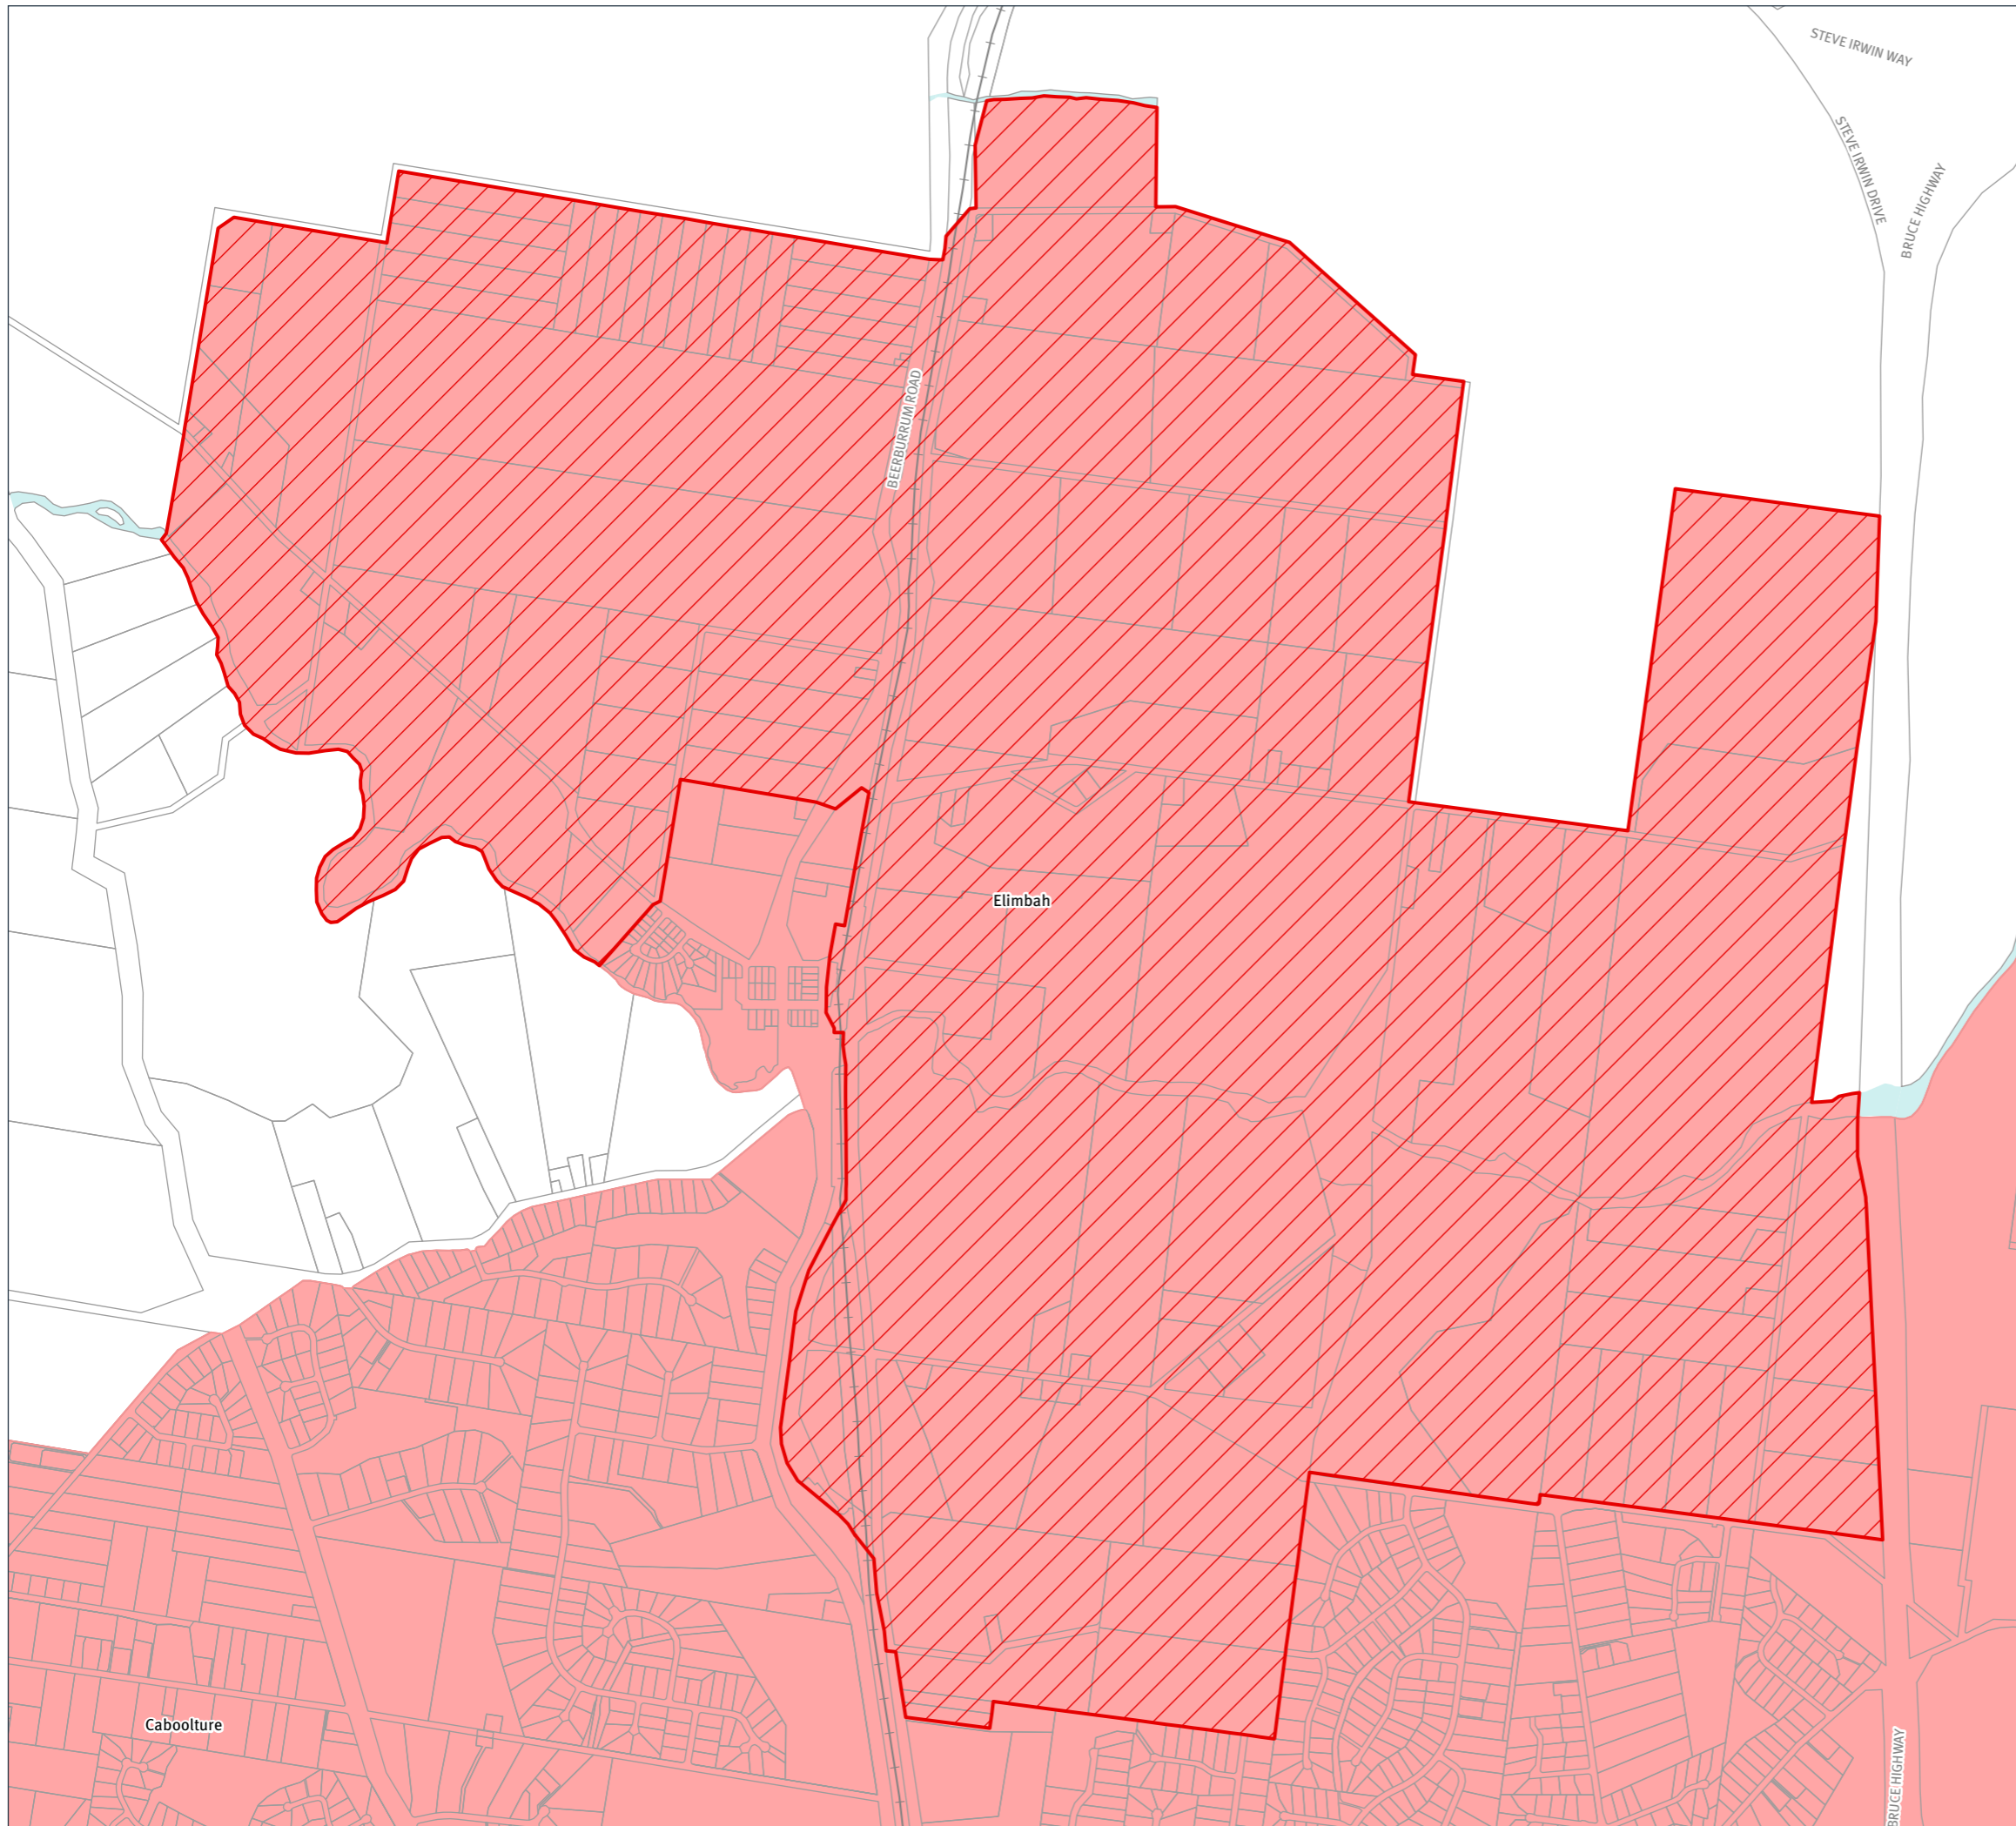 STEVE IRWIN WAY
STEVE IRWIN DRIVE
BRUCE HIGHWAY
BEERBURRUM ROAD
Elimbah
Caboolture
BRUCE HIGHWAY